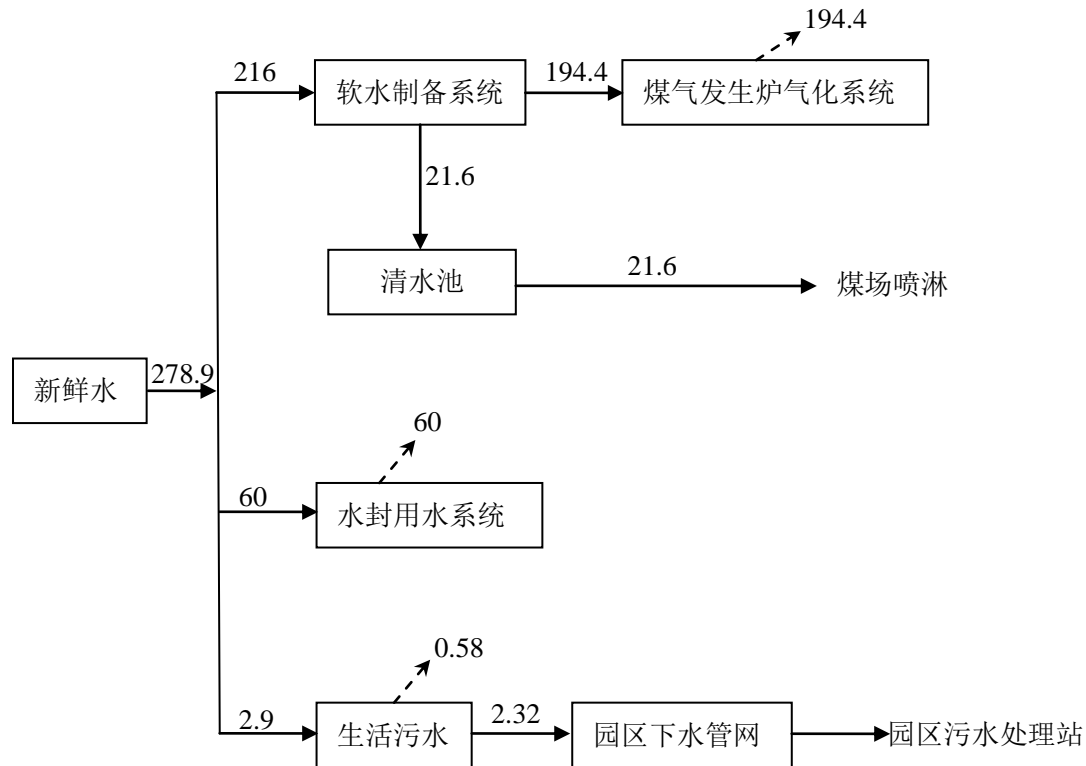 194.4
216
软水制备系统
194.4
煤气发生炉气化系统
21.6
清水池
21.6
煤场喷淋
新鲜水
278.9
60
60
水封用水系统
0.58
2.9
生活污水
2.32
园区下水管网
园区污水处理站